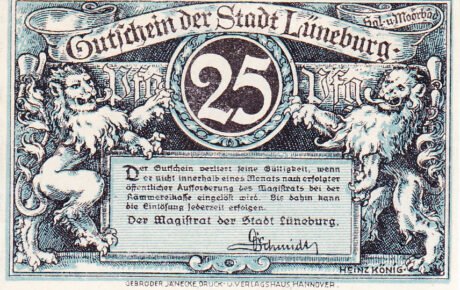 Sol- u. Moorbad
Gutschein der Stadt Lüneburg.
Pfg 25 Pfg
Der Gutschein verliert seine Gültigkeit, wenn
er nicht innerhalb eines Monats nach erfolgter
öffentlicher Aufforderung des Magistrats bei der
Kämmereikasse eingelöst wird. Bis dahin kann
die Einlösung jederzeit erfolgen.
Der Magistrat der Stadt Lüneburg.
Schmidt
HEINZ KÖNIG
GEBRÜDER JÄNECKE DRUCK- U. VERLAGSHAUS HANNOVER.